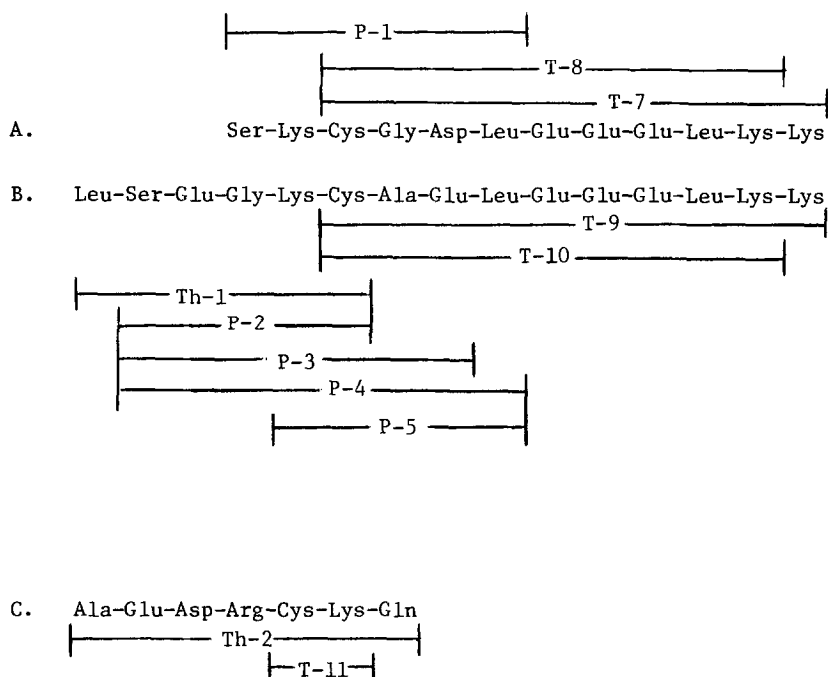 P-1
T-8
T-7
A. Ser-Lys-Cys-Gly-Asp-Leu-Glu-Glu-Glu-Leu-Lys-Lys
B. Leu-Ser-Glu-Gly-Lys-Cys-Ala-Glu-Leu-Glu-Glu-Glu-Leu-Lys-Lys
T-9
T-10
Th-1
P-2
P-3
P-4
P-5
C. Ala-Glu-Asp-Arg-Cys-Lys-Gln
Th-2
T-11